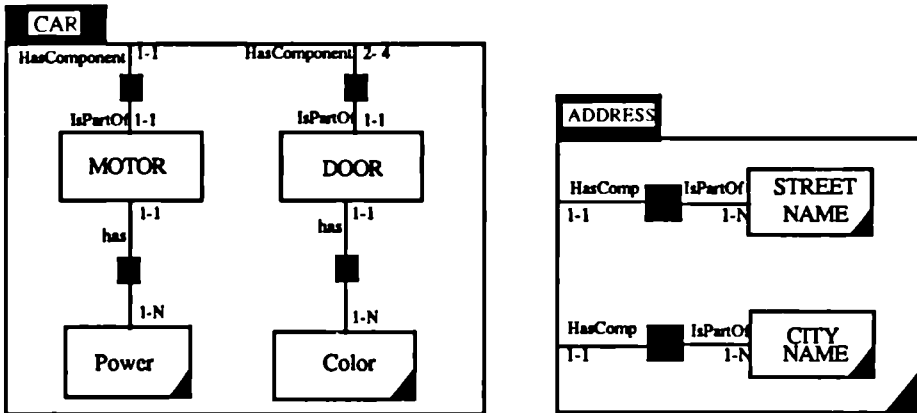 CAR
HasComponent 1-1
HasComponent 2-4
IsPartOf 1-1
IsPartOf 1-1
MOTOR
DOOR
1-1
1-1
has
has
1-N
1-N
Power
Color
ADDRESS
HasComp
IsPartOf
STREET
NAME
1-1
1-N
HasComp
IsPartOf
CITY
NAME
1-1
1-N